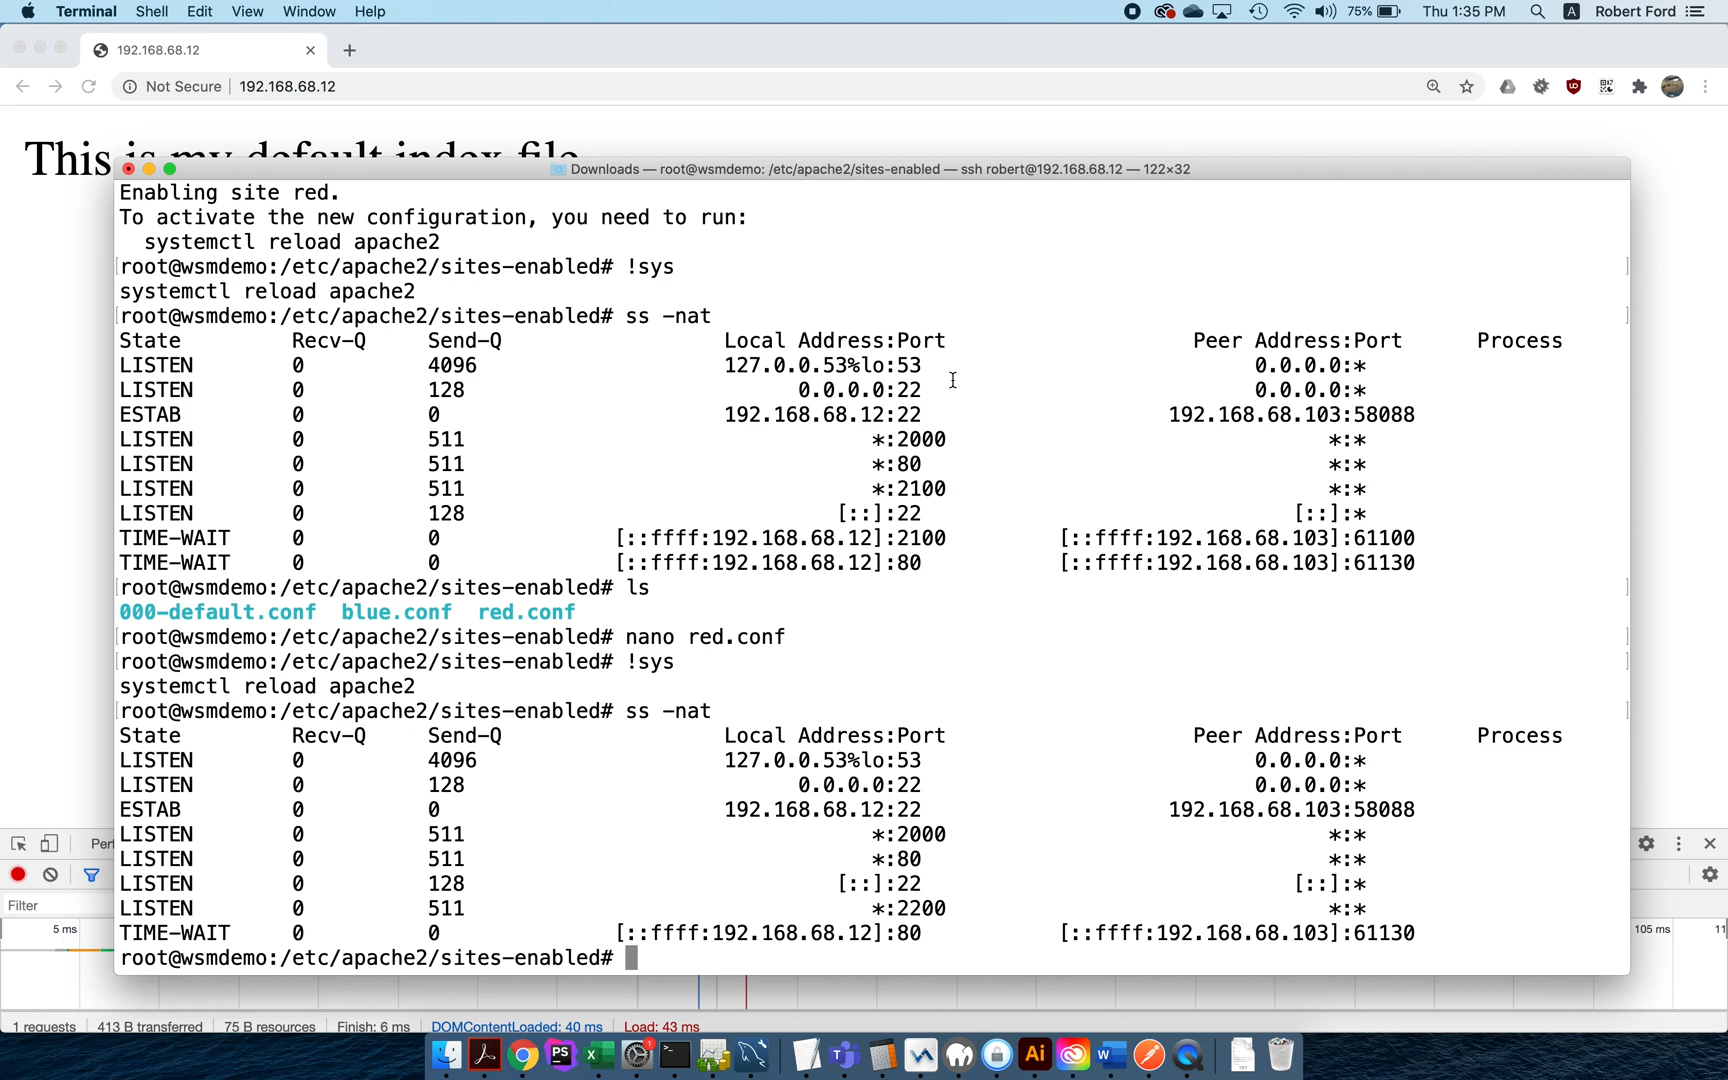 Terminal Shell Edit View Window Help 75% Thu 1:35 PM A Robert Ford
192.168.68.12
Not Secure 192.168.68.12
This is my default index file
Downloads — root@wsmdemo: /etc/apache2/sites-enabled — ssh robert@192.168.68.12 — 122×32
Enabling site red.
To activate the new configuration, you need to run:
systemctl reload apache2
root@wsmdemo:/etc/apache2/sites-enabled# !sys
systemctl reload apache2
root@wsmdemo:/etc/apache2/sites-enabled# ss -nat
State Recv-Q Send-Q Local Address:Port Peer Address:Port Process
LISTEN 0 4096 127.0.0.53%lo:53 0.0.0.0:*
LISTEN 0 128 0.0.0.0:22 0.0.0.0:*
ESTAB 0 0 192.168.68.12:22 192.168.68.103:58088
LISTEN 0 511 *:2000 *:*
LISTEN 0 511 *:80 *:*
LISTEN 0 511 *:2100 *:*
LISTEN 0 128 [::]:22 [::]:*
TIME-WAIT 0 0 [::ffff:192.168.68.12]:2100 [::ffff:192.168.68.103]:61100
TIME-WAIT 0 0 [::ffff:192.168.68.12]:80 [::ffff:192.168.68.103]:61130
root@wsmdemo:/etc/apache2/sites-enabled# ls
000-default.conf blue.conf red.conf
root@wsmdemo:/etc/apache2/sites-enabled# nano red.conf
root@wsmdemo:/etc/apache2/sites-enabled# !sys
systemctl reload apache2
root@wsmdemo:/etc/apache2/sites-enabled# ss -nat
State Recv-Q Send-Q Local Address:Port Peer Address:Port Process
LISTEN 0 4096 127.0.0.53%lo:53 0.0.0.0:*
LISTEN 0 128 0.0.0.0:22 0.0.0.0:*
ESTAB 0 0 192.168.68.12:22 192.168.68.103:58088
LISTEN 0 511 *:2000 *:*
LISTEN 0 511 *:80 *:*
LISTEN 0 128 [::]:22 [::]:*
LISTEN 0 511 *:2200 *:*
TIME-WAIT 0 0 [::ffff:192.168.68.12]:80 [::ffff:192.168.68.103]:61130
root@wsmdemo:/etc/apache2/sites-enabled#
Per
Filter
5 ms 105 ms 11
1 requests 413 B transferred 75 B resources Finish: 6 ms DOMContentLoaded: 40 ms Load: 43 ms
PS 1 Ai W TXT